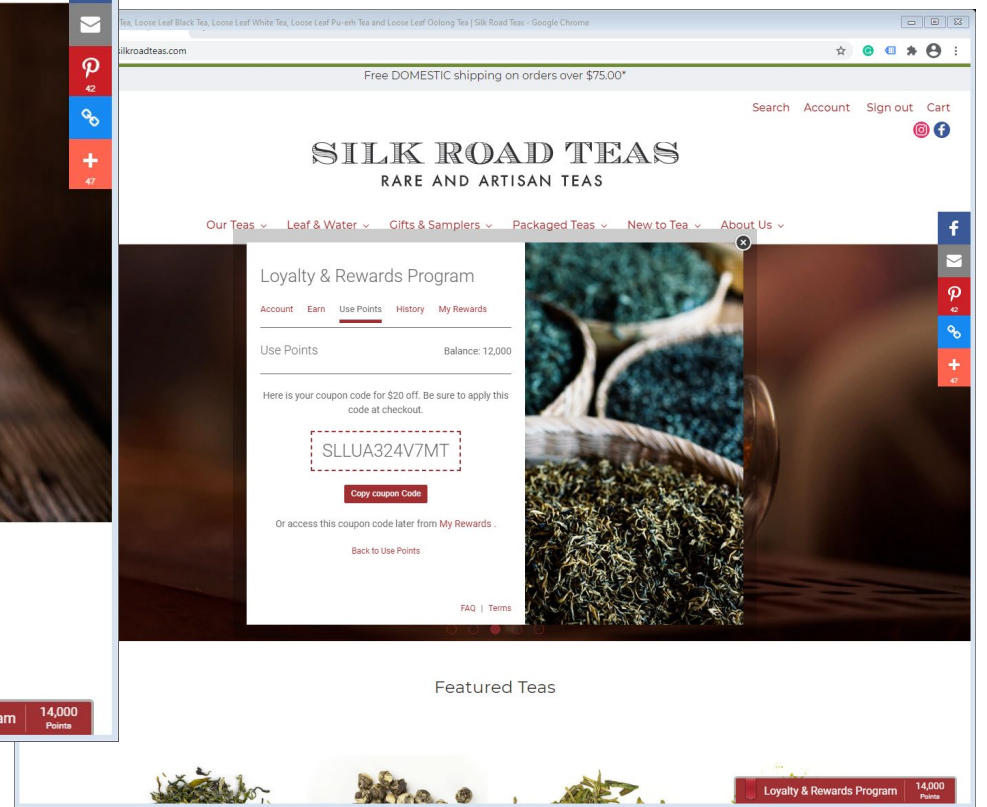 42
47
am
14,000
Points
Tea, Loose Leaf Black Tea, Loose Leaf White Tea, Loose Leaf Pu-erh Tea and Loose Leaf Oolong Tea | Silk Road Teas - Google Chrome
silkroadteas.com
Free DOMESTIC shipping on orders over $75.00*
Search Account Sign out Cart
SILK ROAD TEAS
RARE AND ARTISAN TEAS
Our Teas Leaf & Water Gifts & Samplers Packaged Teas New to Tea About Us
Loyalty & Rewards Program
Account Earn Use Points History My Rewards
Use Points Balance: 12,000
Here is your coupon code for $20 off. Be sure to apply this
code at checkout.
SLLUA324V7MT
Copy coupon Code
Or access this coupon code later from My Rewards .
Back to Use Points
FAQ | Terms
42
47
Featured Teas
Loyalty & Rewards Program 14,000
Points